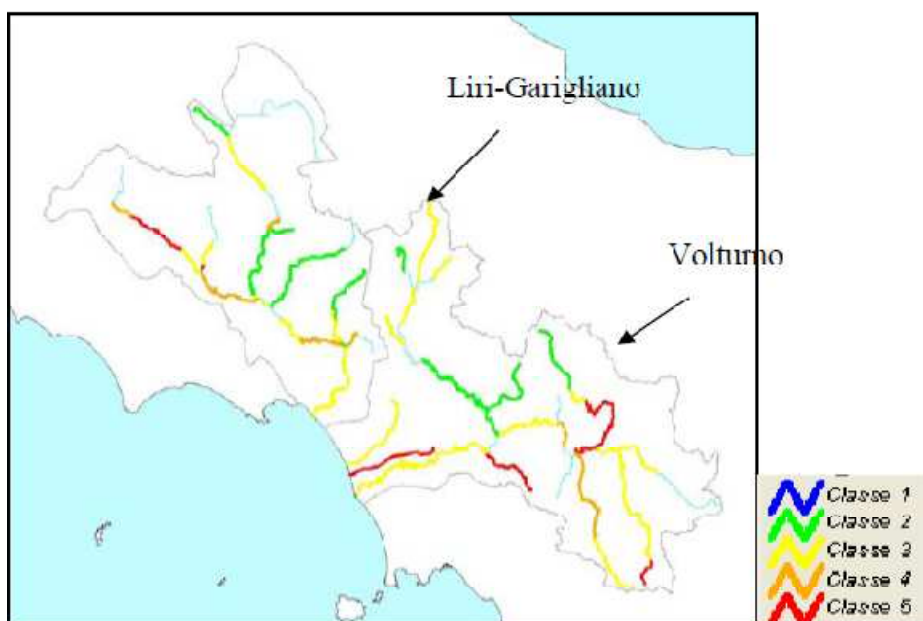 Liri-Garigliano
Volturno
Classe 1
Classe 2
Classe 3
Classe 4
Classe 5